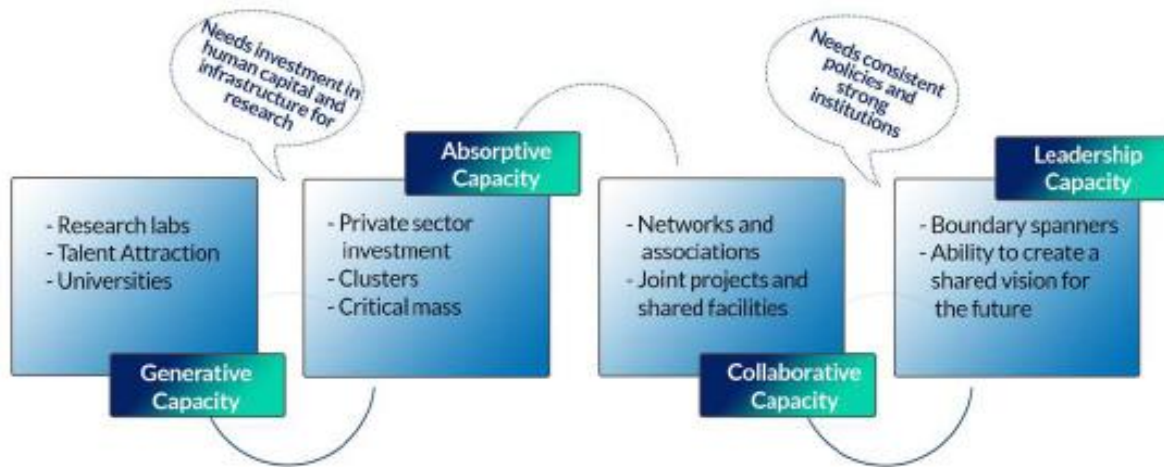 Needs investment in
human capital and
infrastructure for
research
Needs consistent
policies and
strong
institutions
Absorptive
Capacity
Leadership
Capacity
- Research labs
- Talent Attraction
- Universities
- Private sector
investment
- Clusters
- Critical mass
- Networks and
associations
- Joint projects and
shared facilities
- Boundary spanners
- Ability to create a
shared vision for
the future
Generative
Capacity
Collaborative
Capacity